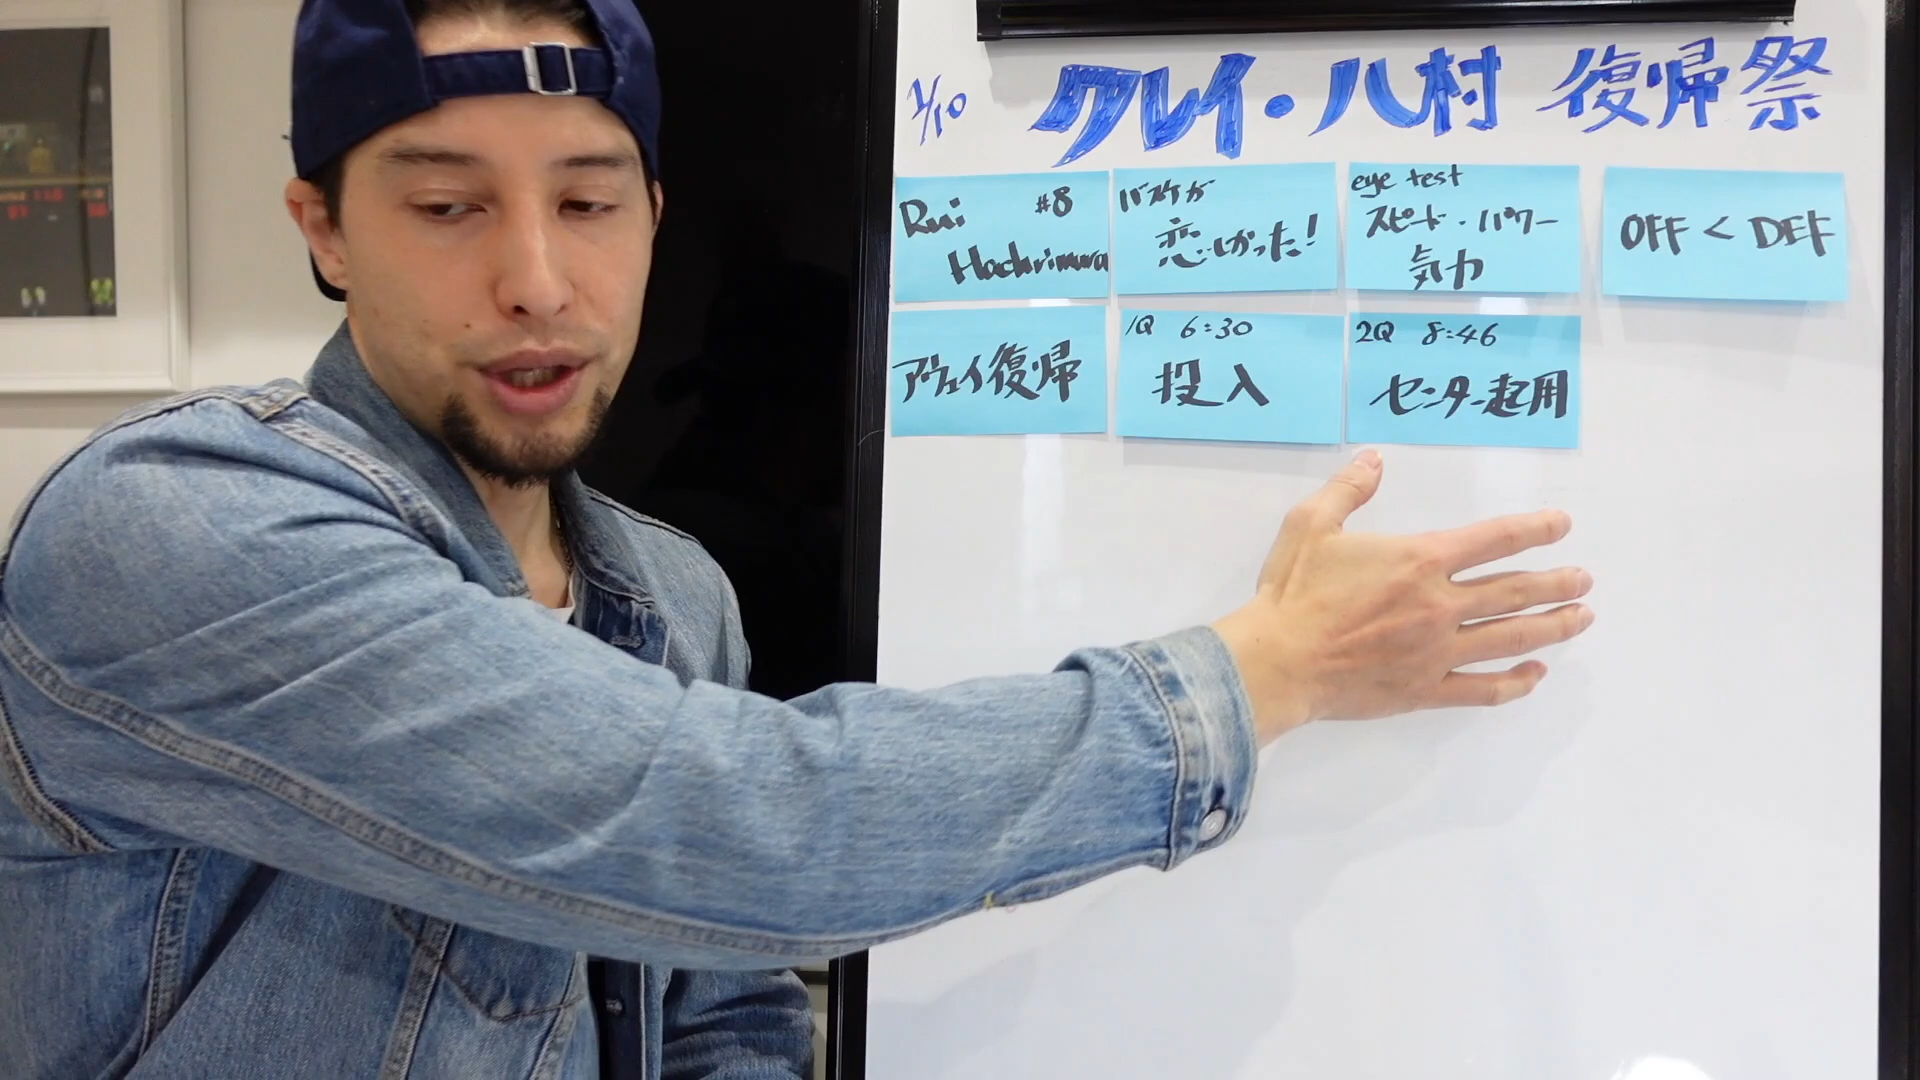 1/10 クレイ・八村 復帰祭
Rui #8
Hachimura
バスケが
恋しかった!
eye test
スピード・パワー
気力
OFF < DEF
アウェイ復帰
1Q 6:30
投入
2Q 8:46
センター起用